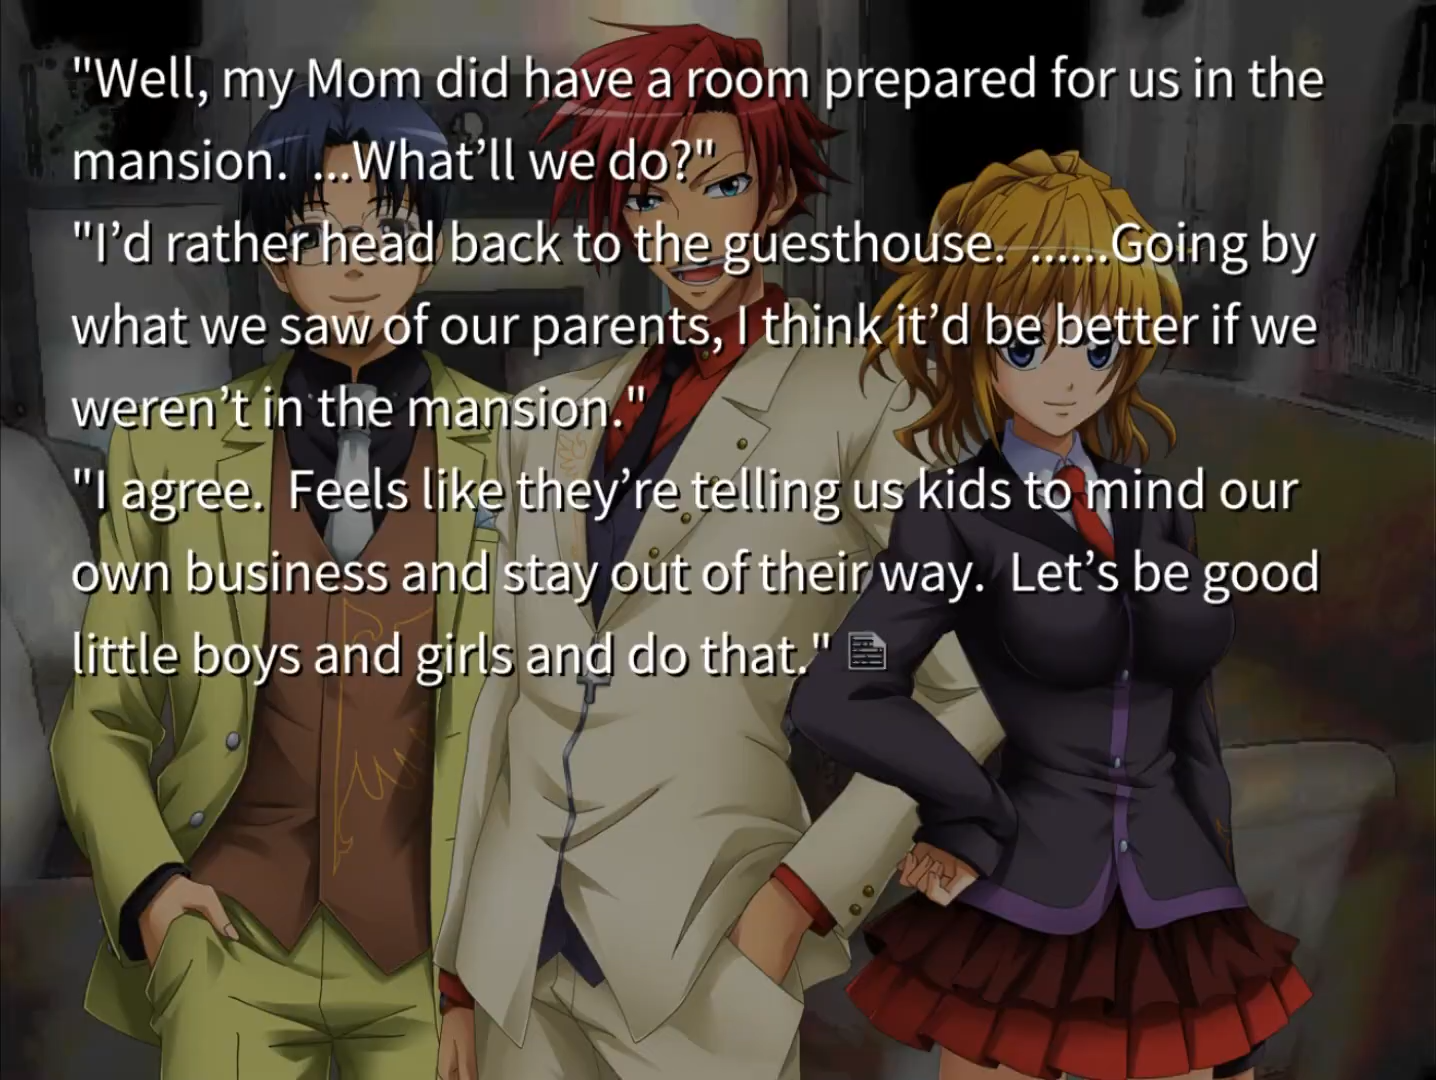 "Well, my Mom did have a room prepared for us in the
mansion.  ...What’ll we do?"
"I’d rather head back to the guesthouse.  ......Going by
what we saw of our parents, I think it’d be better if we
weren’t in the mansion."
"I agree.  Feels like they’re telling us kids to mind our
own business and stay out of their way.  Let’s be good
little boys and girls and do that."